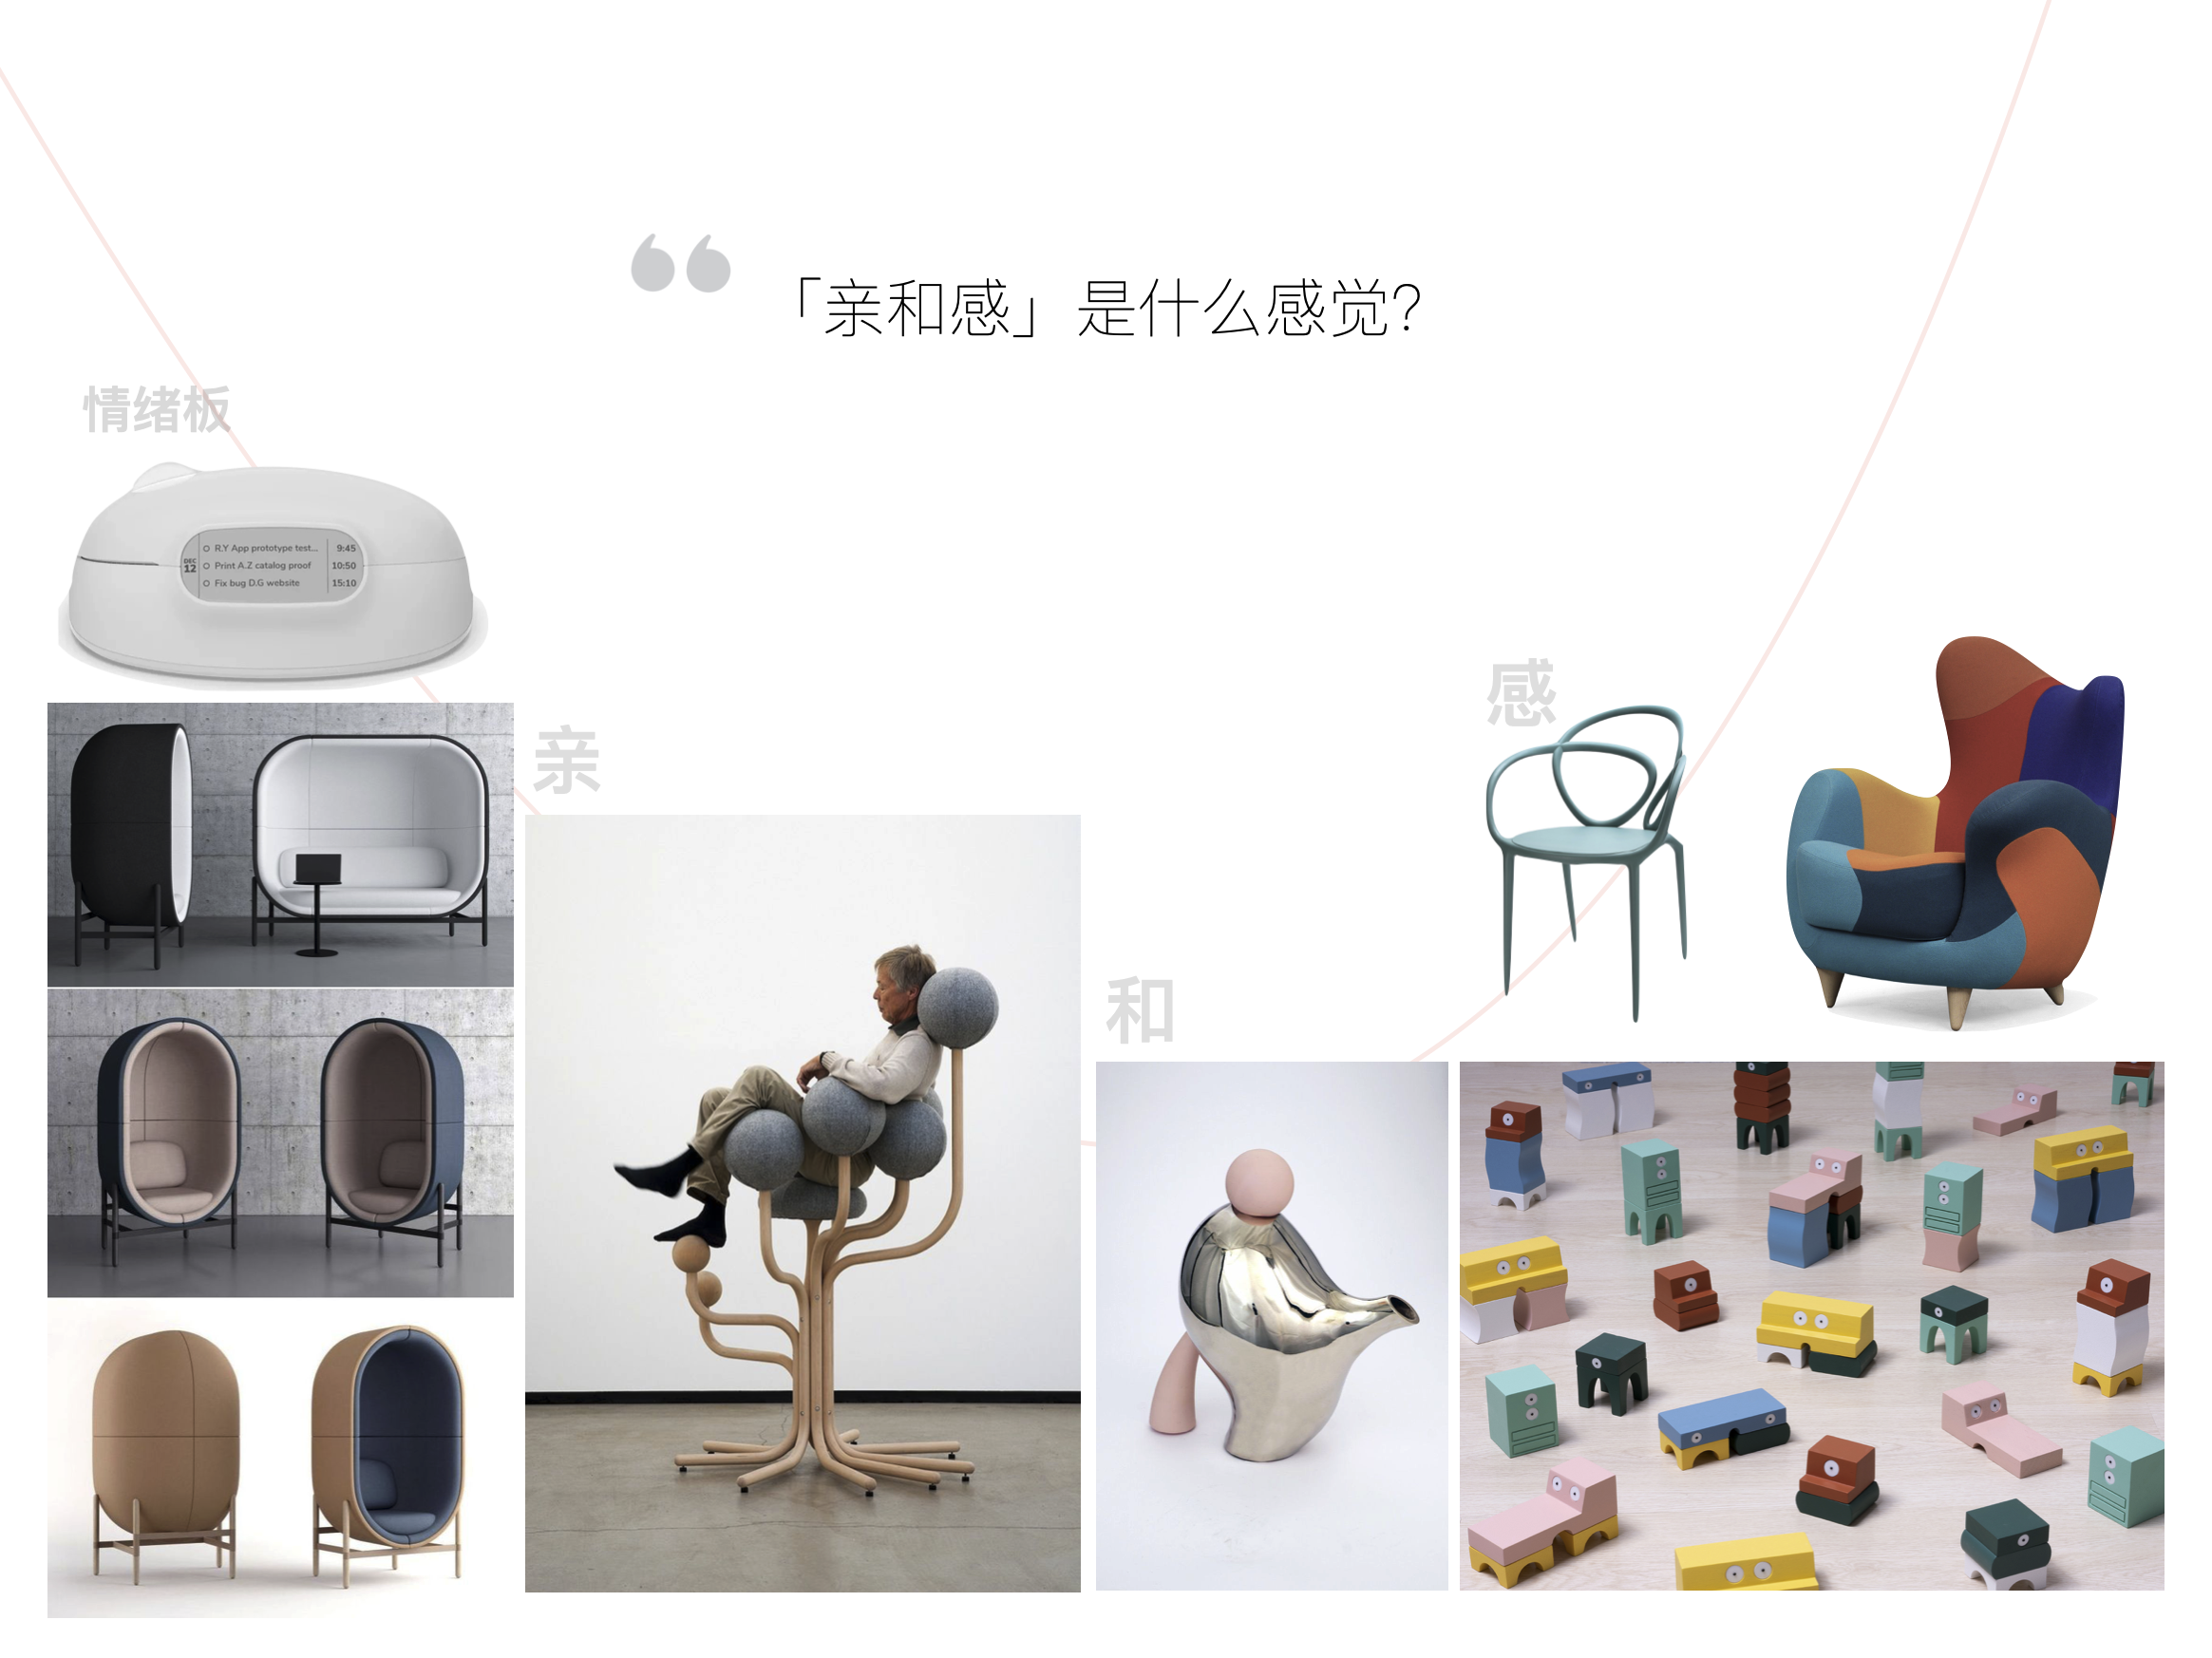 「亲和感」是什么感觉?
情绪板
DEC 12
R.Y App prototype test... 9:45
Print A.Z catalog proof 10:50
Fix bug D.G website 15:10
亲
和
感